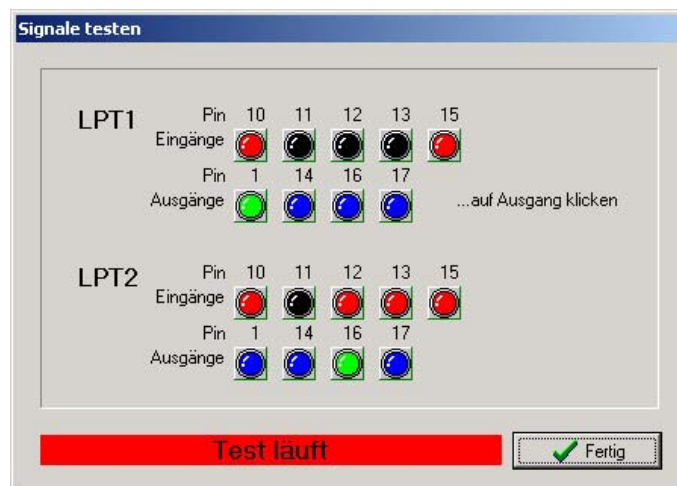 Signale testen
LPT1 Pin 10 11 12 13 15
Eingänge
Pin 1 14 16 17
Ausgänge ...auf Ausgang klicken
LPT2 Pin 10 11 12 13 15
Eingänge
Pin 1 14 16 17
Ausgänge
Test läuft Fertig